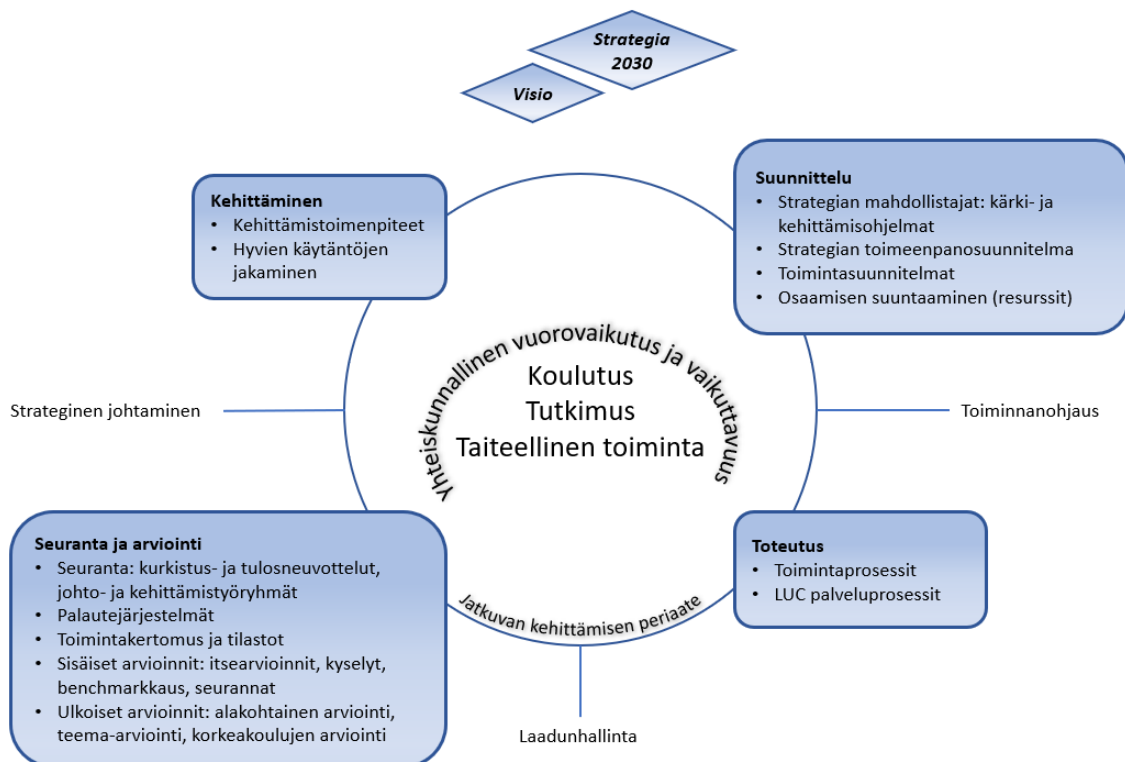 Strategia
2030
Visio
Kehittäminen
• Kehittämistoimenpiteet
• Hyvien käytäntöjen
jakaminen
Suunnittelu
• Strategian mahdollistajat: kärki- ja
kehittämisohjelmat
• Strategian toimeenpanosuunnitelma
• Toimintasuunnitelmat
• Osaamisen suuntaaminen (resurssit)
Yhteiskunnallinen vuorovaikutus ja vaikuttavuus
Koulutus
Tutkimus
Taiteellinen toiminta
Strateginen johtaminen
Toiminnanohjaus
Seuranta ja arviointi
• Seuranta: kurkistus- ja tulosneuvottelut,
johto- ja kehittämistyöryhmät
• Palautejärjestelmät
• Toimintakertomus ja tilastot
• Sisäiset arvioinnit: itsearvioinnit, kyselyt,
benchmarkkaus, seurannat
• Ulkoiset arvioinnit: alakohtainen arviointi,
teema-arviointi, korkeakoulujen arviointi
Toteutus
• Toimintaprosessit
• LUC palveluprosessit
Jatkuvan kehittämisen periaate
Laadunhallinta